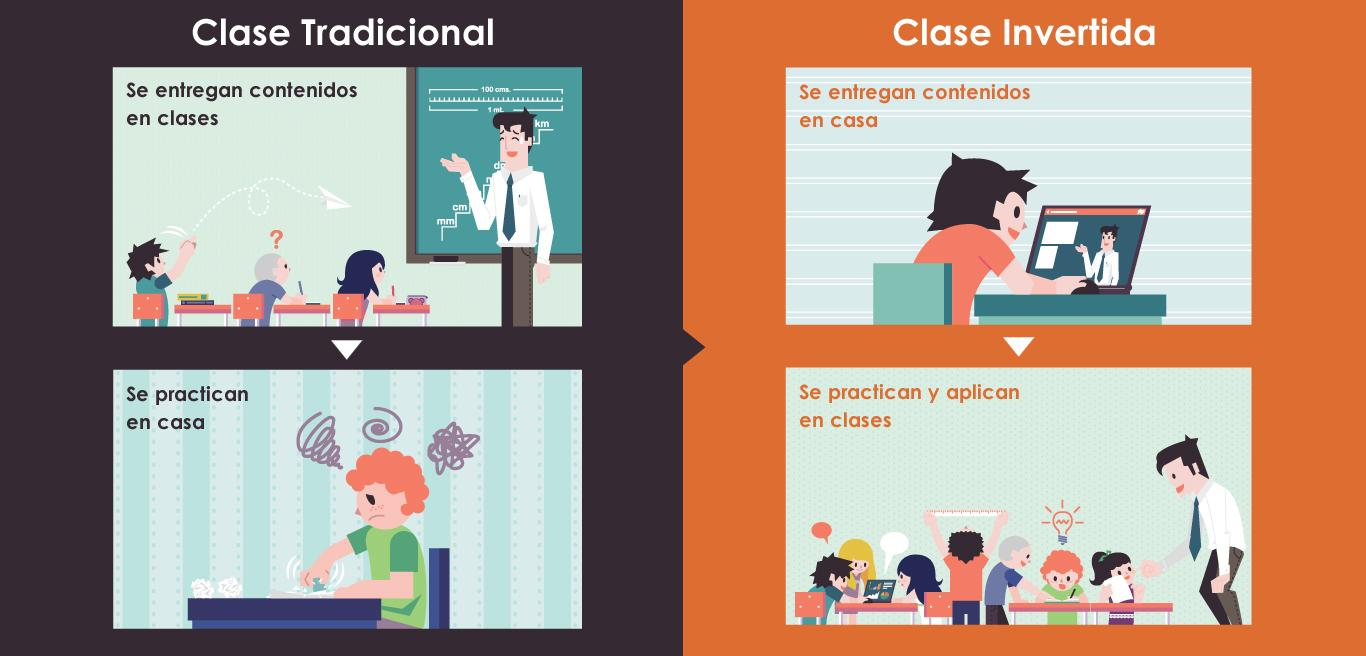 Clase Tradicional
Se entregan contenidos
en clases
100 cms.
1 mt.
km
cm
mm
?
Se practican
en casa
Clase Invertida
Se entregan contenidos
en casa
Se practican y aplican
en clases